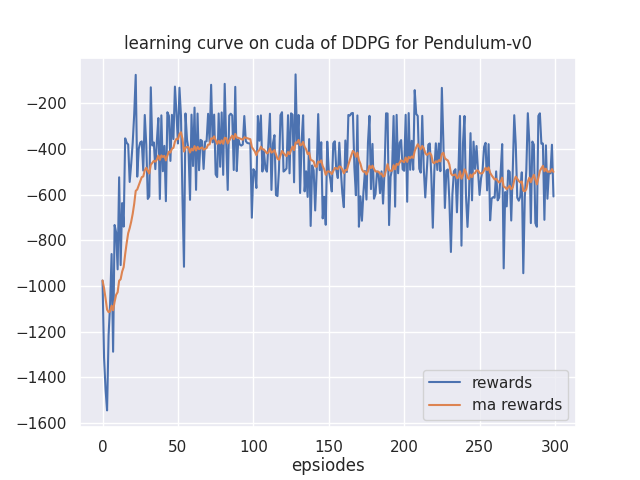 learning curve on cuda of DDPG for Pendulum-v0
−200
−400
−600
−800
−1000
−1200
−1400
−1600
0 50 100 150 200 250 300
epsiodes
rewards
ma rewards